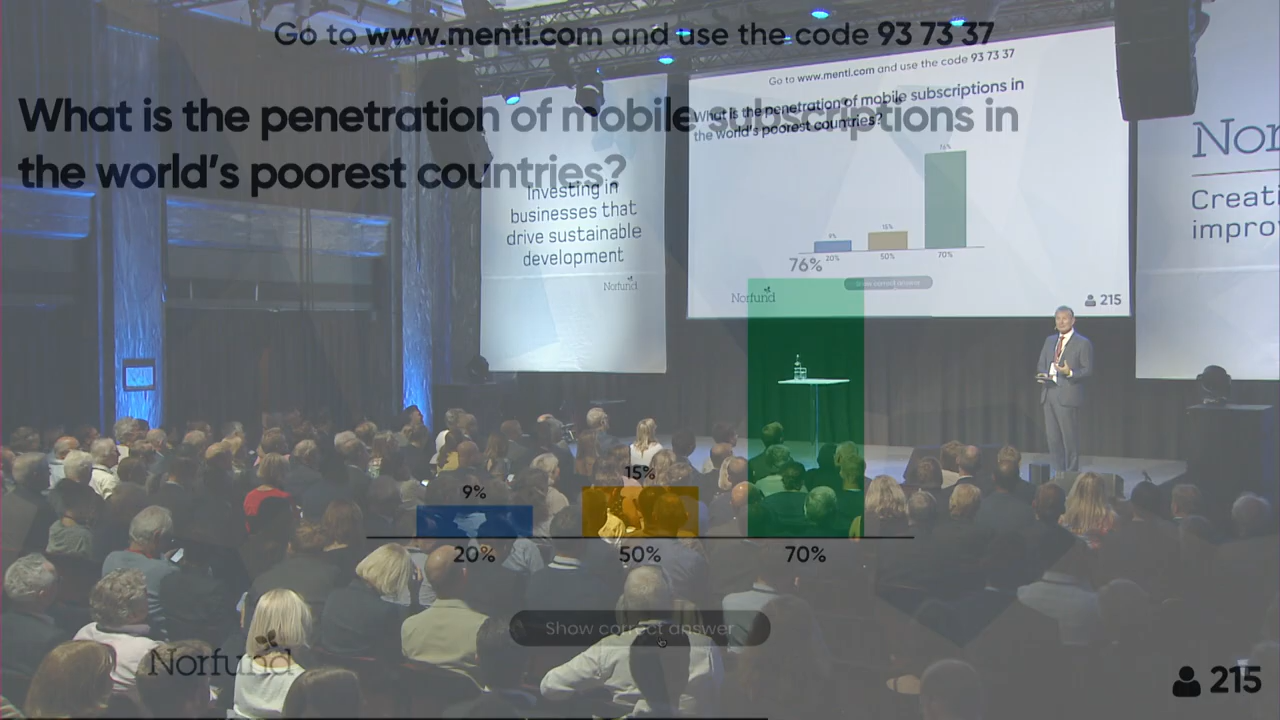 Go to www.menti.com and use the code 93 73 37
What is the penetration of mobile subscriptions in
the world's poorest countries?
76%
15%
9%
20%
50%
70%
Show correct answer
Norfund
215
Go to www.menti.com and use the code 93 73 37
What is the penetration of mobile subscriptions in
the world's poorest countries?
76%
15%
9%
20%
50%
70%
Show correct answer
Norfund
215
Investing in
businesses that
drive sustainable
development
Norfund
Nor
Creati
impro